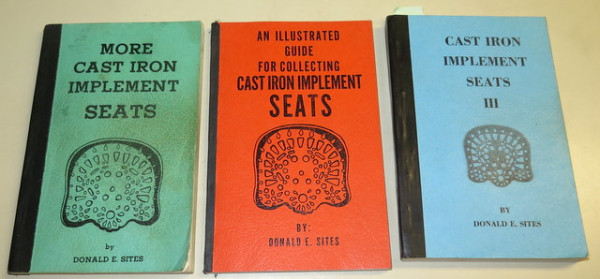 MORE
CAST IRON
IMPLEMENT
SEATS
by
DONALD E. SITES
AN ILLUSTRATED
GUIDE
FOR COLLECTING
CAST IRON IMPLEMENT
SEATS
BY:
DONALD E. SITES
CAST IRON
IMPLEMENT
SEATS
III
BY
DONALD E. SITES